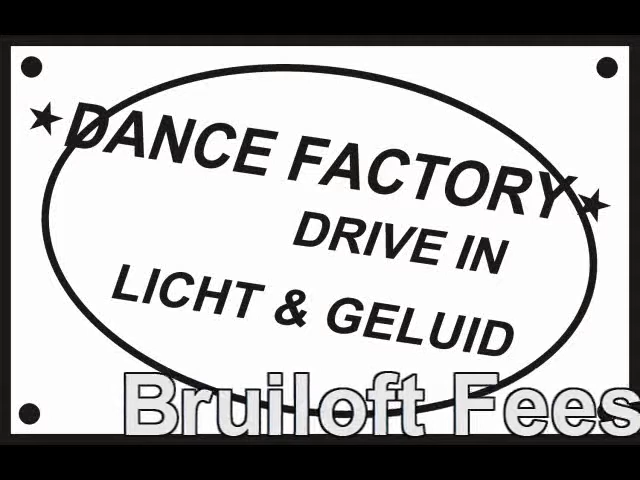 DANCE FACTORY
DRIVE IN
LICHT & GELUID
Bruiloft Fees